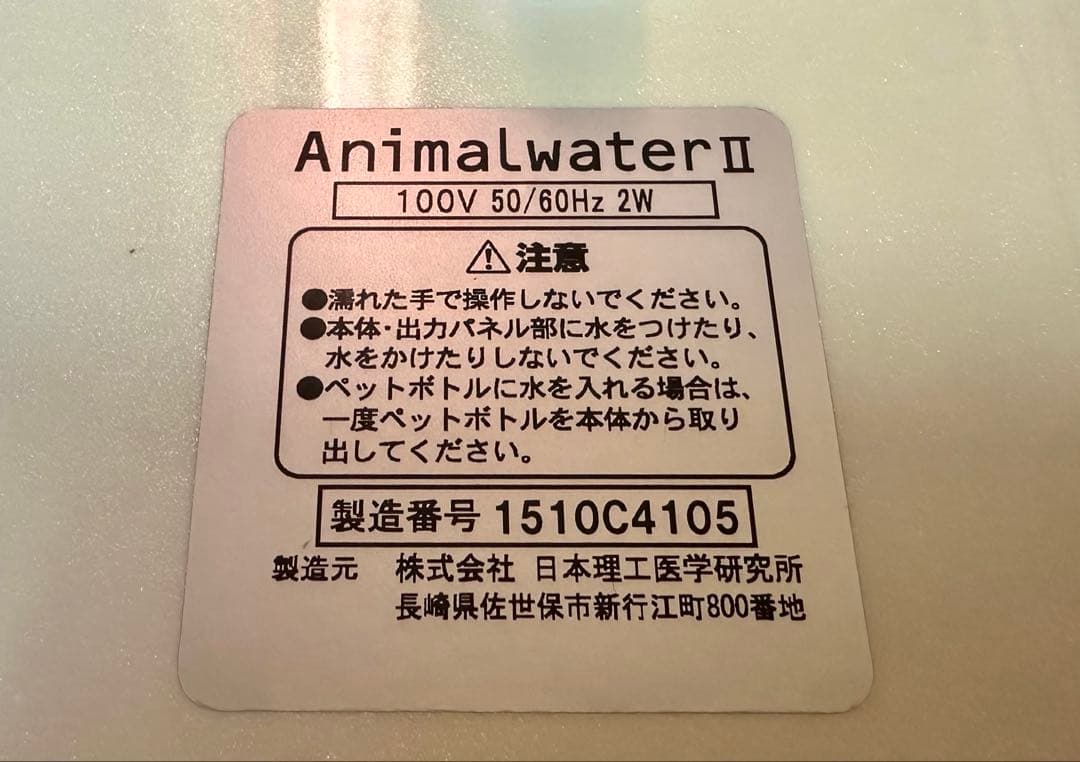 AnimalwaterⅡ
100V 50/60Hz 2W
⚠注意
●濡れた手で操作しないでください。
●本体・出力パネル部に水をつけたり、
水をかけたりしないでください。
●ペットボトルに水を入れる場合は、
一度ペットボトルを本体から取り
出してください。
製造番号 1510C4105
製造元 株式会社 日本理工医学研究所
長崎県佐世保市新行江町800番地